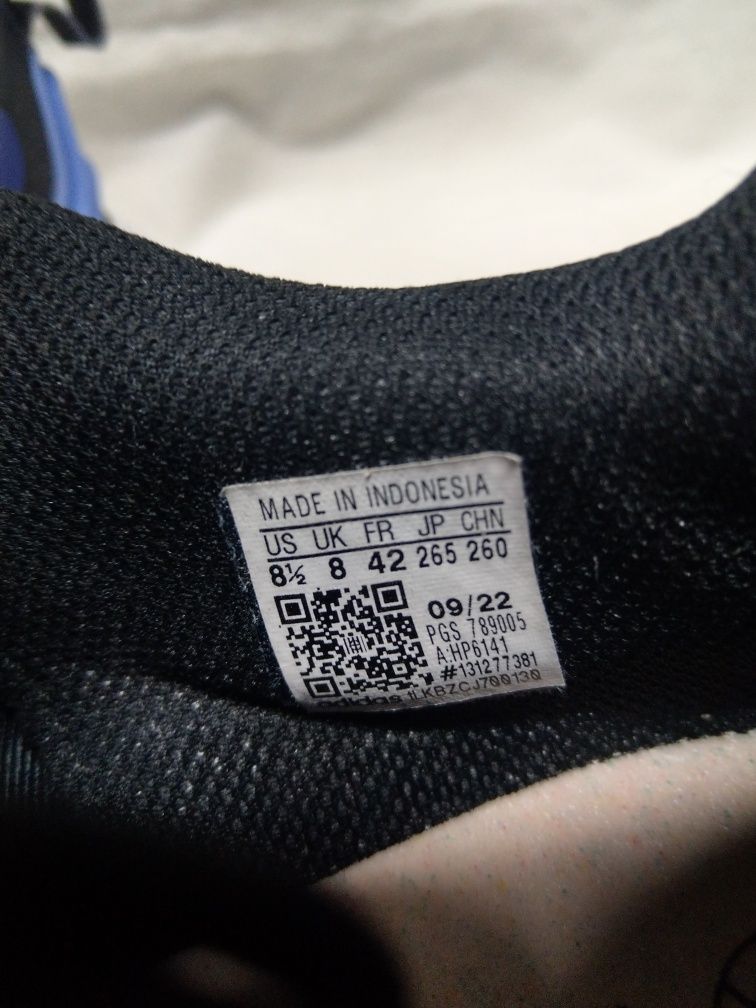 MADE IN INDONESIA
US UK FR JP CHN
8½ 8 42 265 260
09/22
PGS 789005
A:HP6141
#131277381
adidas 1LKBZCJ700130